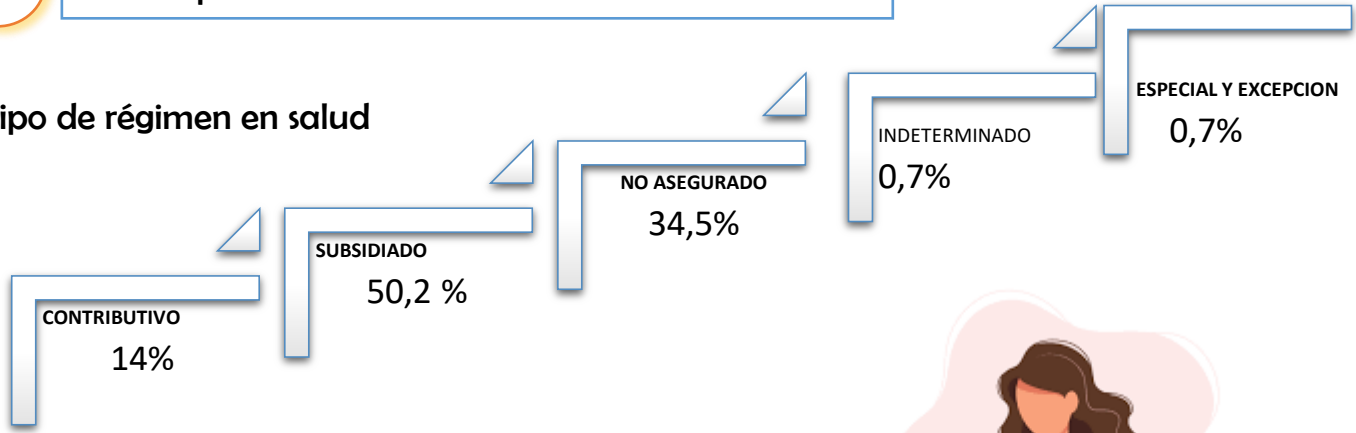 ipo de régimen en salud
CONTRIBUTIVO
14%
SUBSIDIADO
50,2 %
NO ASEGURADO
34,5%
INDETERMINADO
0,7%
ESPECIAL Y EXCEPCION
0,7%